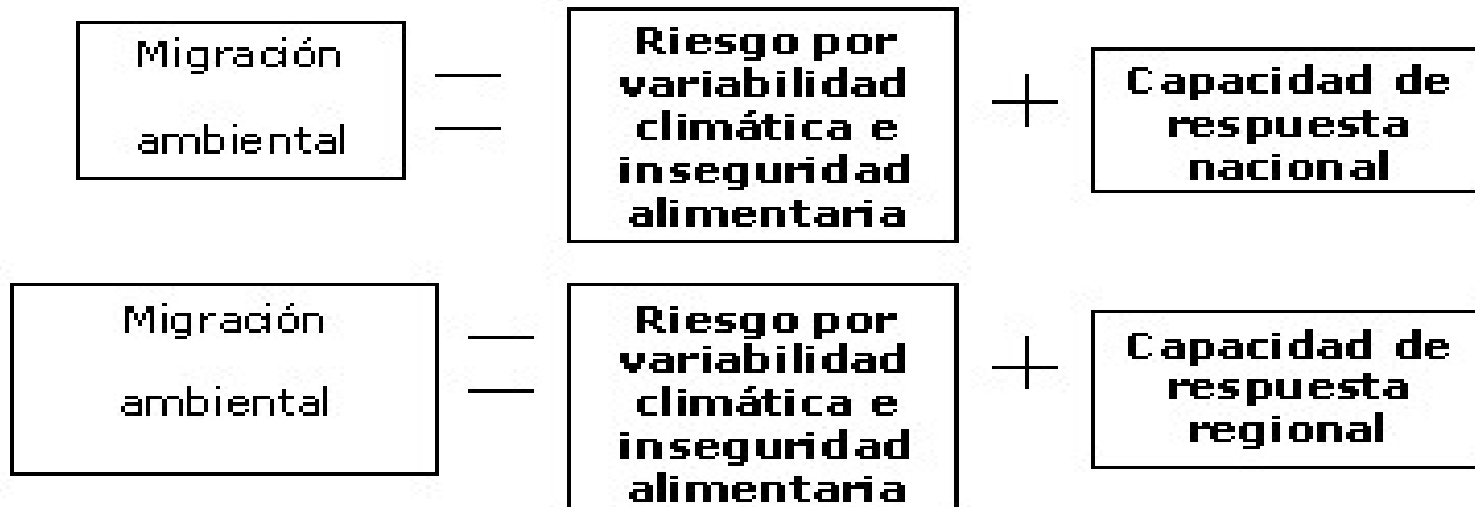 Migración
ambiental
=
Riesgo por
variabilidad
climática e
inseguridad
alimentaria
+
Capacidad de
respuesta
nacional
Migración
ambiental
=
Riesgo por
variabilidad
climática e
inseguridad
alimentaria
+
Capacidad de
respuesta
regional